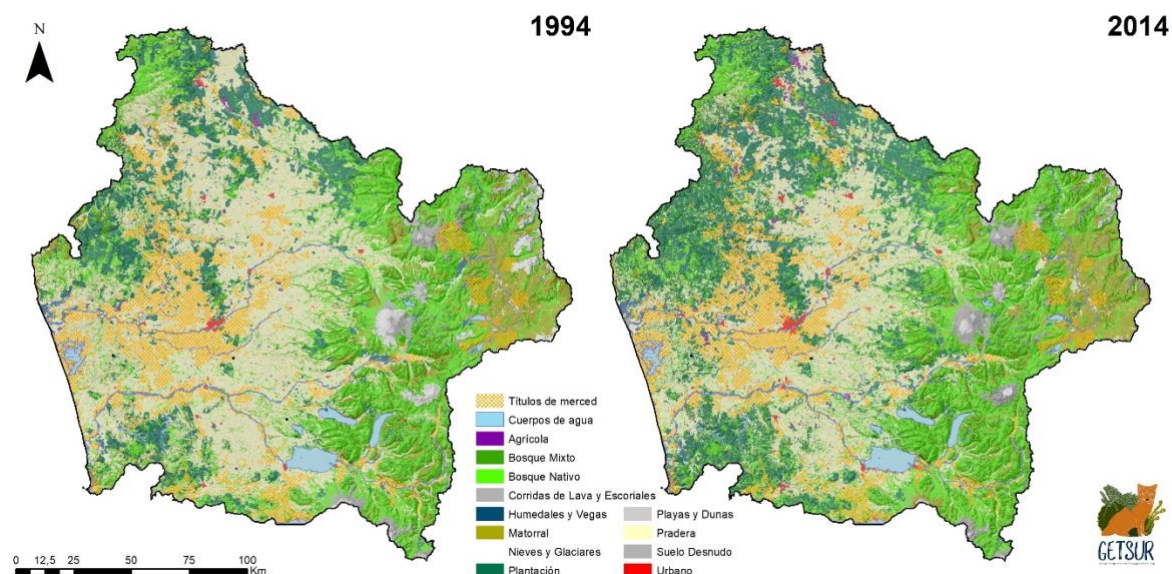 N
1994
2014
Títulos de merced
Cuerpos de agua
Agrícola
Bosque Mixto
Bosque Nativo
Corridas de Lava y Escoriales
Humedales y Vegas
Matorral
Nieves y Glaciares
Plantación
Playas y Dunas
Pradera
Suelo Desnudo
Urbano
0 12,5 25 50 75 100
Km
GETSUR